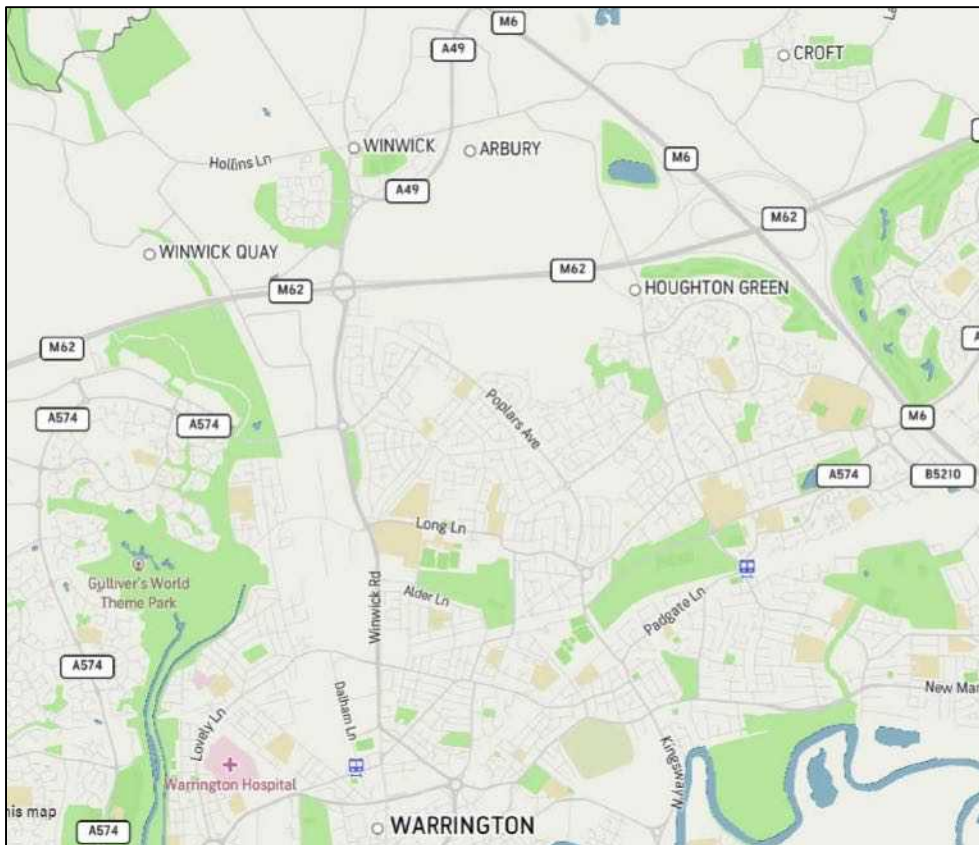 M6
A49
CROFT
WINWICK
ARBURY
Hollins Ln
M6
A49
M62
WINWICK QUAY
M62
M62
HOUGHTON GREEN
M62
A574
A574
Poplars Ave
M6
A574
B5210
Long Ln
Gulliver's World
Theme Park
Alder Ln
Winwick Rd
Padgate Ln
A574
New Mar
Dalham Ln
Lovely Ln
Kingsway N
Warrington Hospital
his map
A574
WARRINGTON